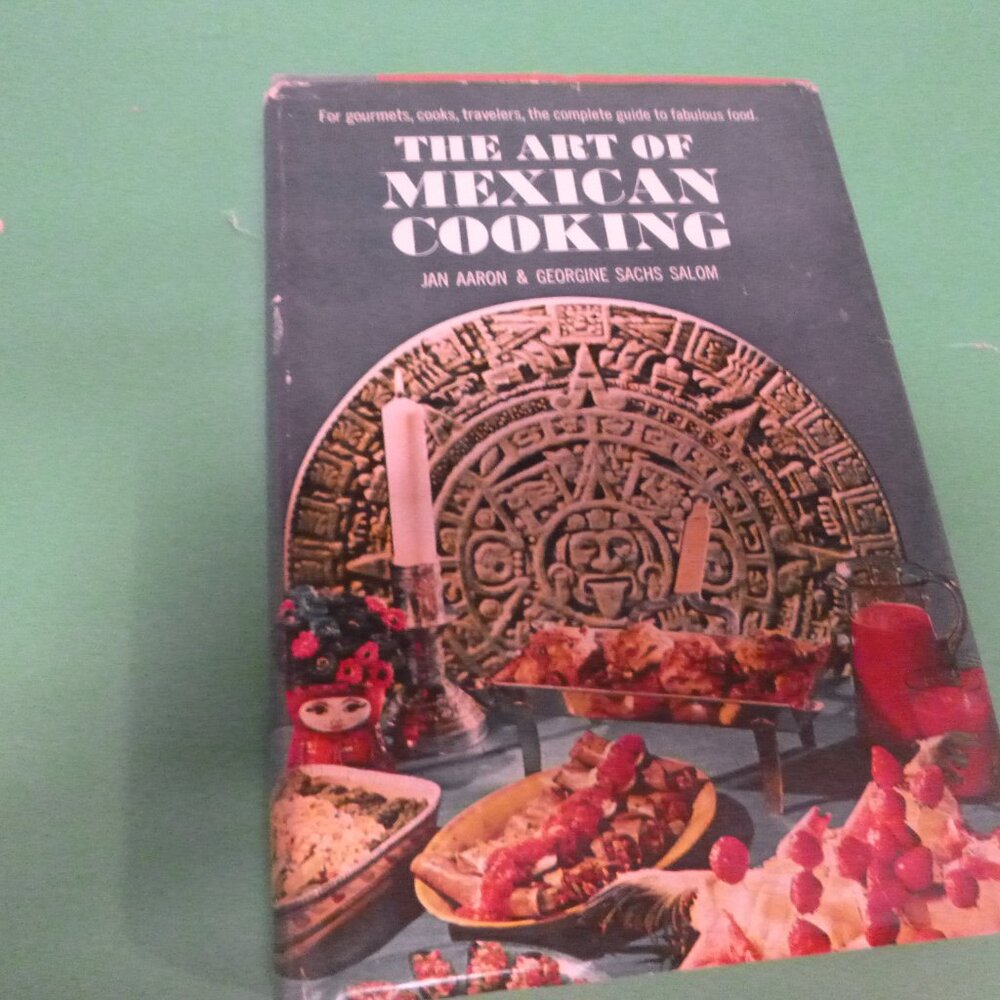 For gourmets, cooks, travelers, the complete guide to fabulous food.
THE ART OF
MEXICAN
COOKING
JAN AARON & GEORGINE SACHS SALOM